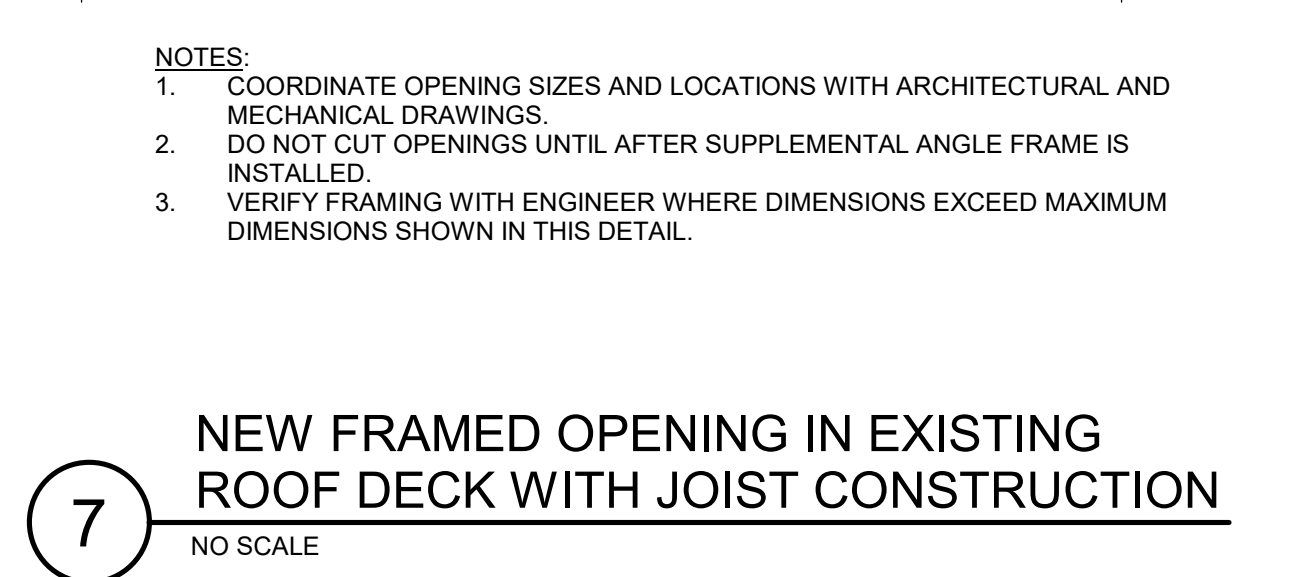 NOTES:
1. COORDINATE OPENING SIZES AND LOCATIONS WITH ARCHITECTURAL AND
MECHANICAL DRAWINGS.
2. DO NOT CUT OPENINGS UNTIL AFTER SUPPLEMENTAL ANGLE FRAME IS
INSTALLED.
3. VERIFY FRAMING WITH ENGINEER WHERE DIMENSIONS EXCEED MAXIMUM
DIMENSIONS SHOWN IN THIS DETAIL.
NEW FRAMED OPENING IN EXISTING
ROOF DECK WITH JOIST CONSTRUCTION
7
NO SCALE